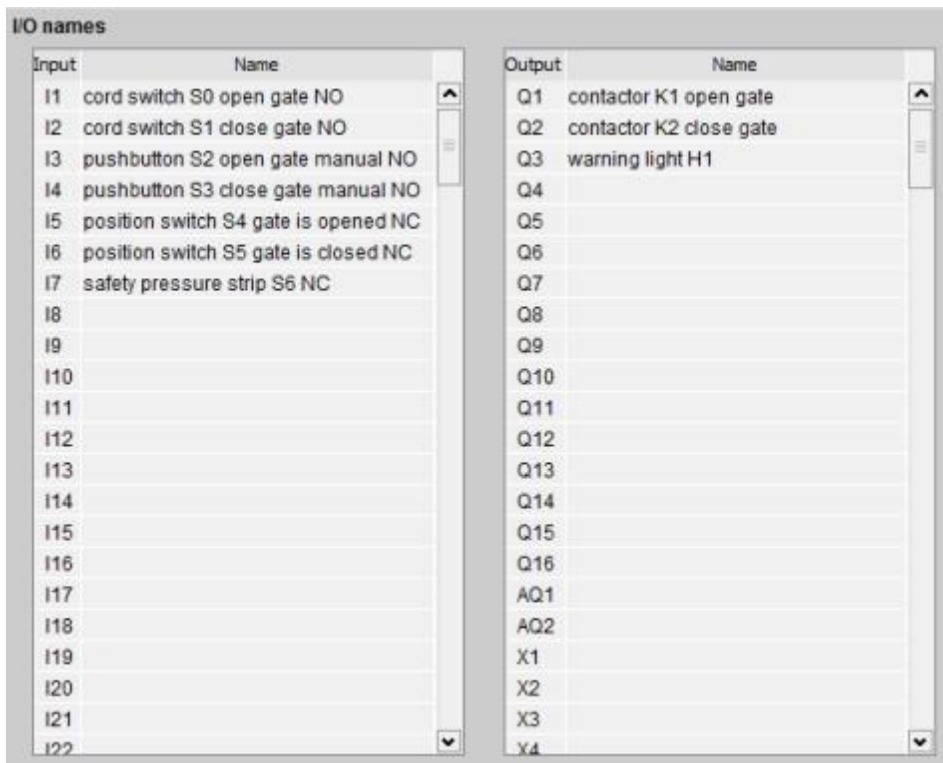 I/O names
Input Name
I1 cord switch S0 open gate NO
I2 cord switch S1 close gate NO
I3 pushbutton S2 open gate manual NO
I4 pushbutton S3 close gate manual NO
I5 position switch S4 gate is opened NC
I6 position switch S5 gate is closed NC
I7 safety pressure strip S6 NC
I8
I9
I10
I11
I12
I13
I14
I15
I16
I17
I18
I19
I20
I21
I22
Output Name
Q1 contactor K1 open gate
Q2 contactor K2 close gate
Q3 warning light H1
Q4
Q5
Q6
Q7
Q8
Q9
Q10
Q11
Q12
Q13
Q14
Q15
Q16
AQ1
AQ2
X1
X2
X3
X4